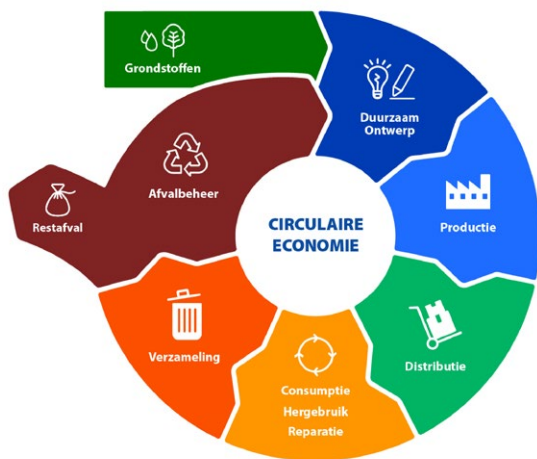 Grondstoffen
Duurzaam
Ontwerp
Productie
Distributie
Consumptie
Hergebruik
Reparatie
Verzameling
Afvalbeheer
Restafval
CIRCULAIRE
ECONOMIE